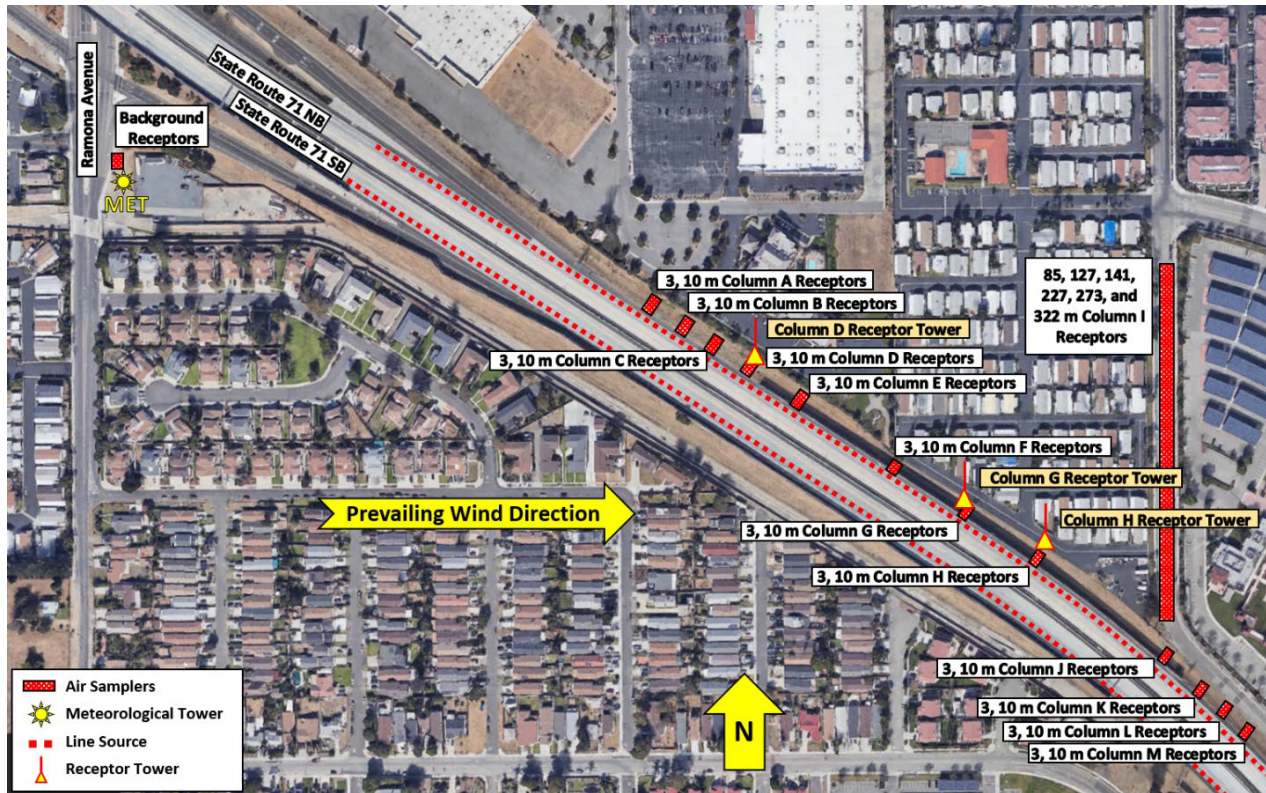 Ramona Avenue
State Route 71 NB
State Route 71 SB
Background
Receptors
MET
3, 10 m Column A Receptors
3, 10 m Column B Receptors
Column D Receptor Tower
3, 10 m Column C Receptors
3, 10 m Column D Receptors
3, 10 m Column E Receptors
85, 127, 141,
227, 273, and
322 m Column I
Receptors
3, 10 m Column F Receptors
Column G Receptor Tower
Prevailing Wind Direction
3, 10 m Column G Receptors
Column H Receptor Tower
3, 10 m Column H Receptors
3, 10 m Column J Receptors
3, 10 m Column K Receptors
3, 10 m Column L Receptors
3, 10 m Column M Receptors
N
Air Samplers
Meteorological Tower
Line Source
Receptor Tower